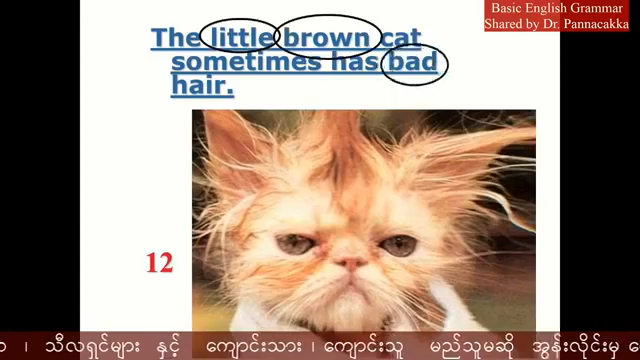 Basic English Grammar
Shared by Dr. Pannacakka
The little brown cat
sometimes has bad
hair.
12
၊ သီလရှင်များ နှင့် ကျောင်းသား ၊ ကျောင်းသူ မည်သူမဆို အွန်လိုင်းမှ